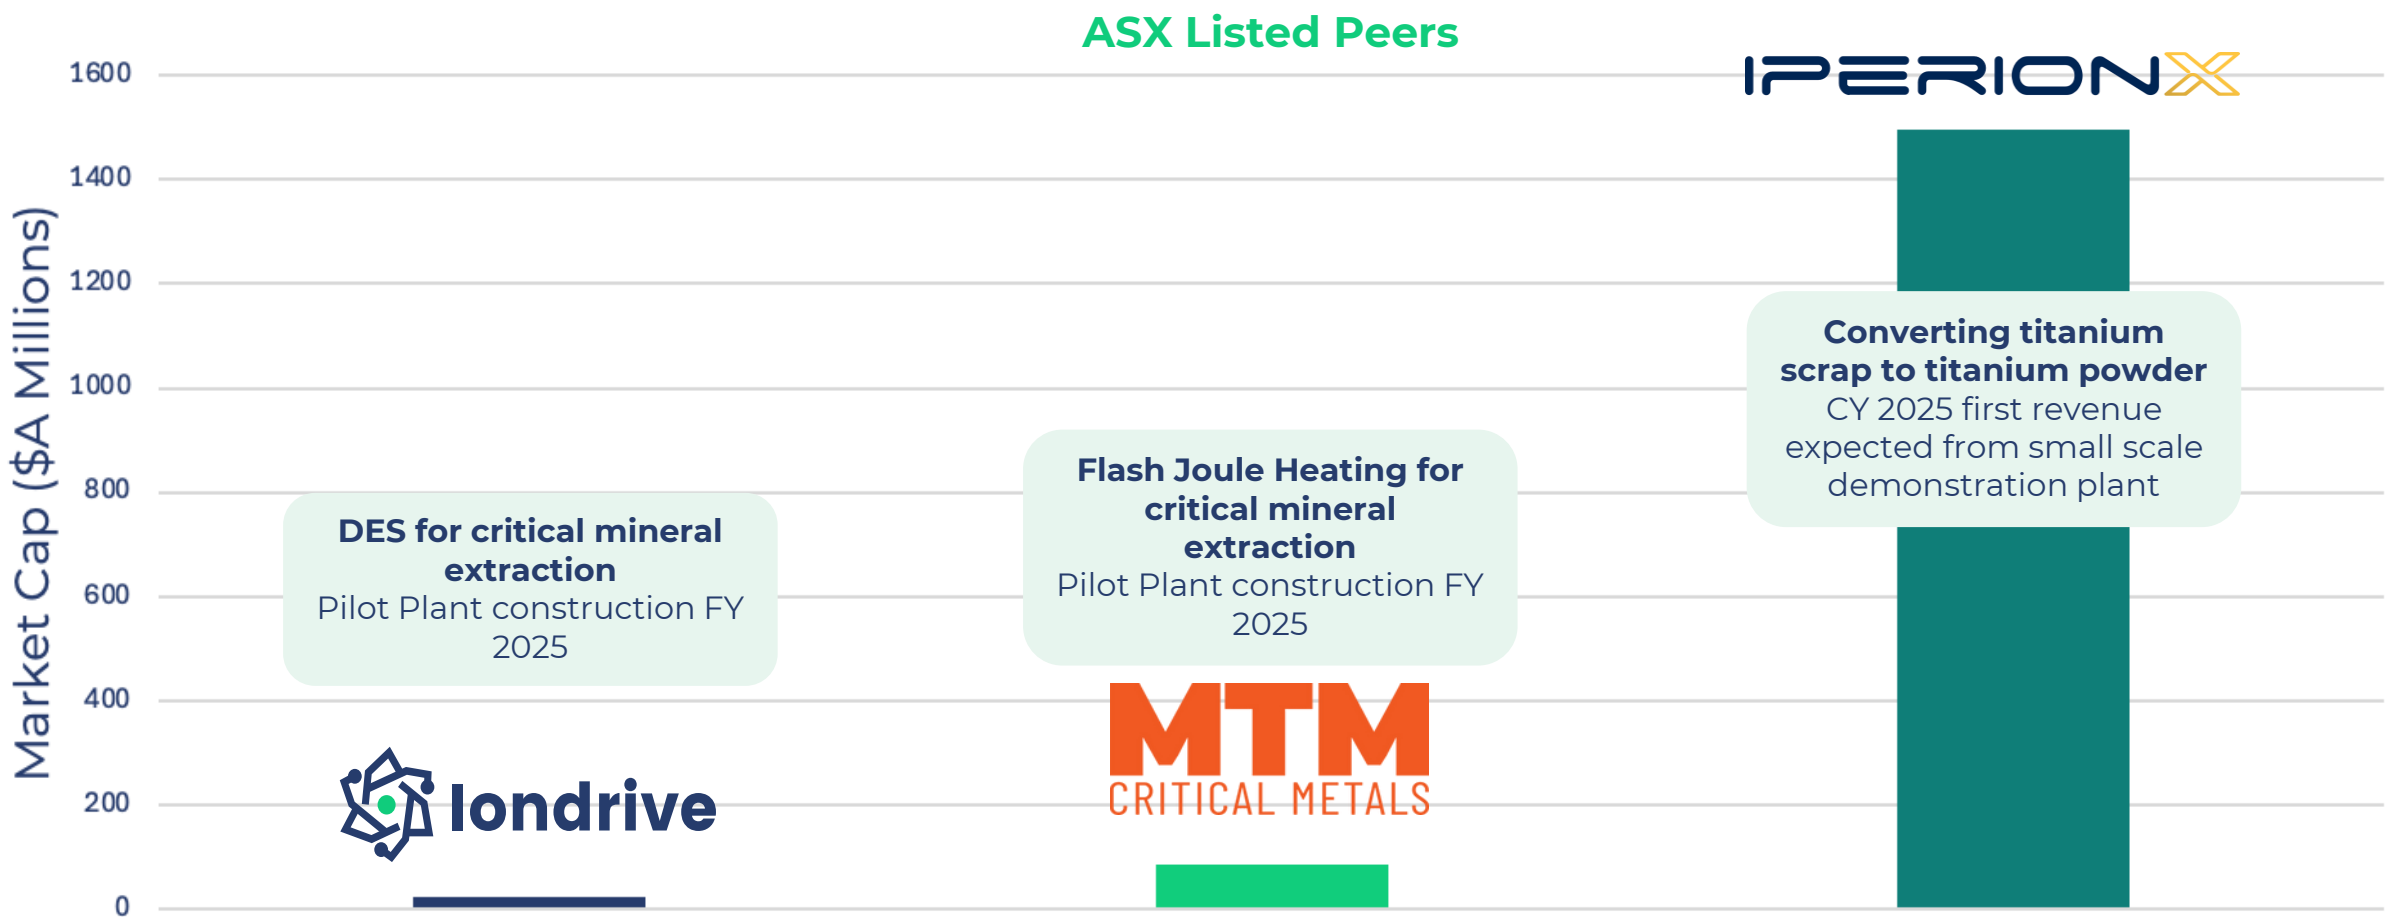 ASX Listed Peers
Market Cap ($A Millions)
1600
1400
1200
1000
800
600
400
200
0
DES for critical mineral
extraction
Pilot Plant construction FY
2025
Iondrive
Flash Joule Heating for
critical mineral
extraction
Pilot Plant construction FY
2025
MTM
CRITICAL METALS
IPERIONX
Converting titanium
scrap to titanium powder
CY 2025 first revenue
expected from small scale
demonstration plant